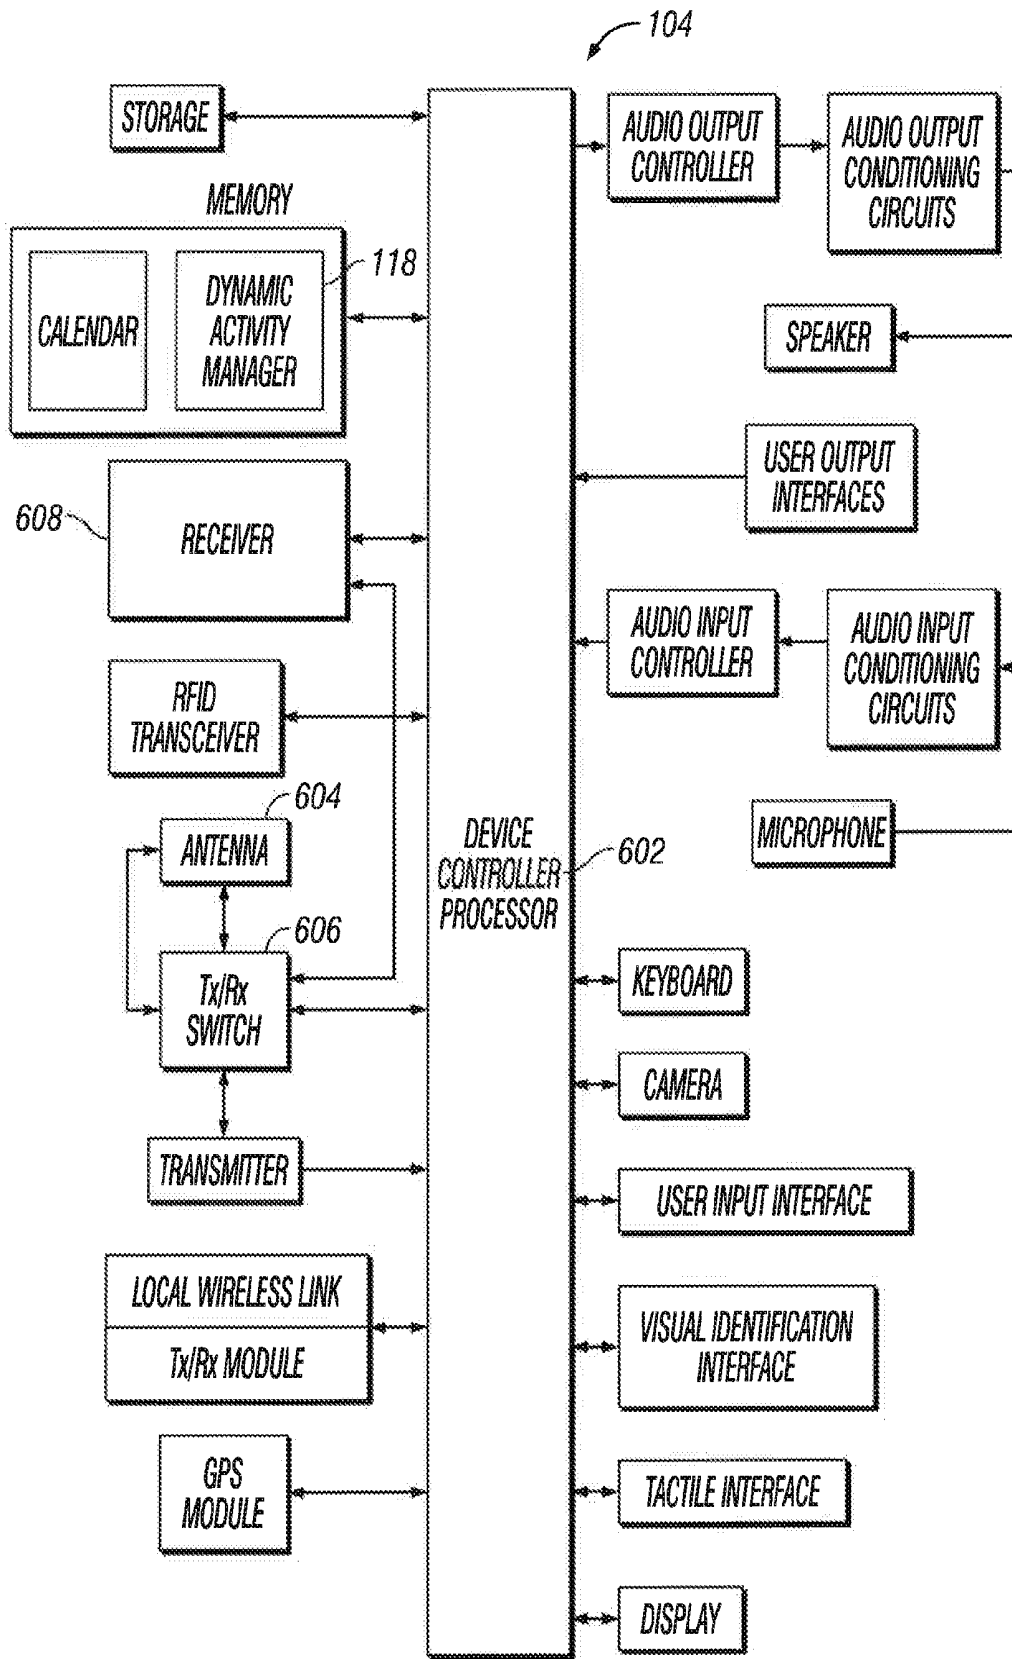 104
STORAGE
MEMORY
CALENDAR
DYNAMIC
ACTIVITY
MANAGER
118
608
RECEIVER
RFID
TRANSCEIVER
604
ANTENNA
606
Tx/Rx
SWITCH
TRANSMITTER
LOCAL WIRELESS LINK
Tx/Rx MODULE
GPS
MODULE
DEVICE
CONTROLLER
PROCESSOR
602
AUDIO OUTPUT
CONTROLLER
AUDIO OUTPUT
CONDITIONING
CIRCUITS
SPEAKER
USER OUTPUT
INTERFACES
AUDIO INPUT
CONTROLLER
AUDIO INPUT
CONDITIONING
CIRCUITS
MICROPHONE
KEYBOARD
CAMERA
USER INPUT INTERFACE
VISUAL IDENTIFICATION
INTERFACE
TACTILE INTERFACE
DISPLAY